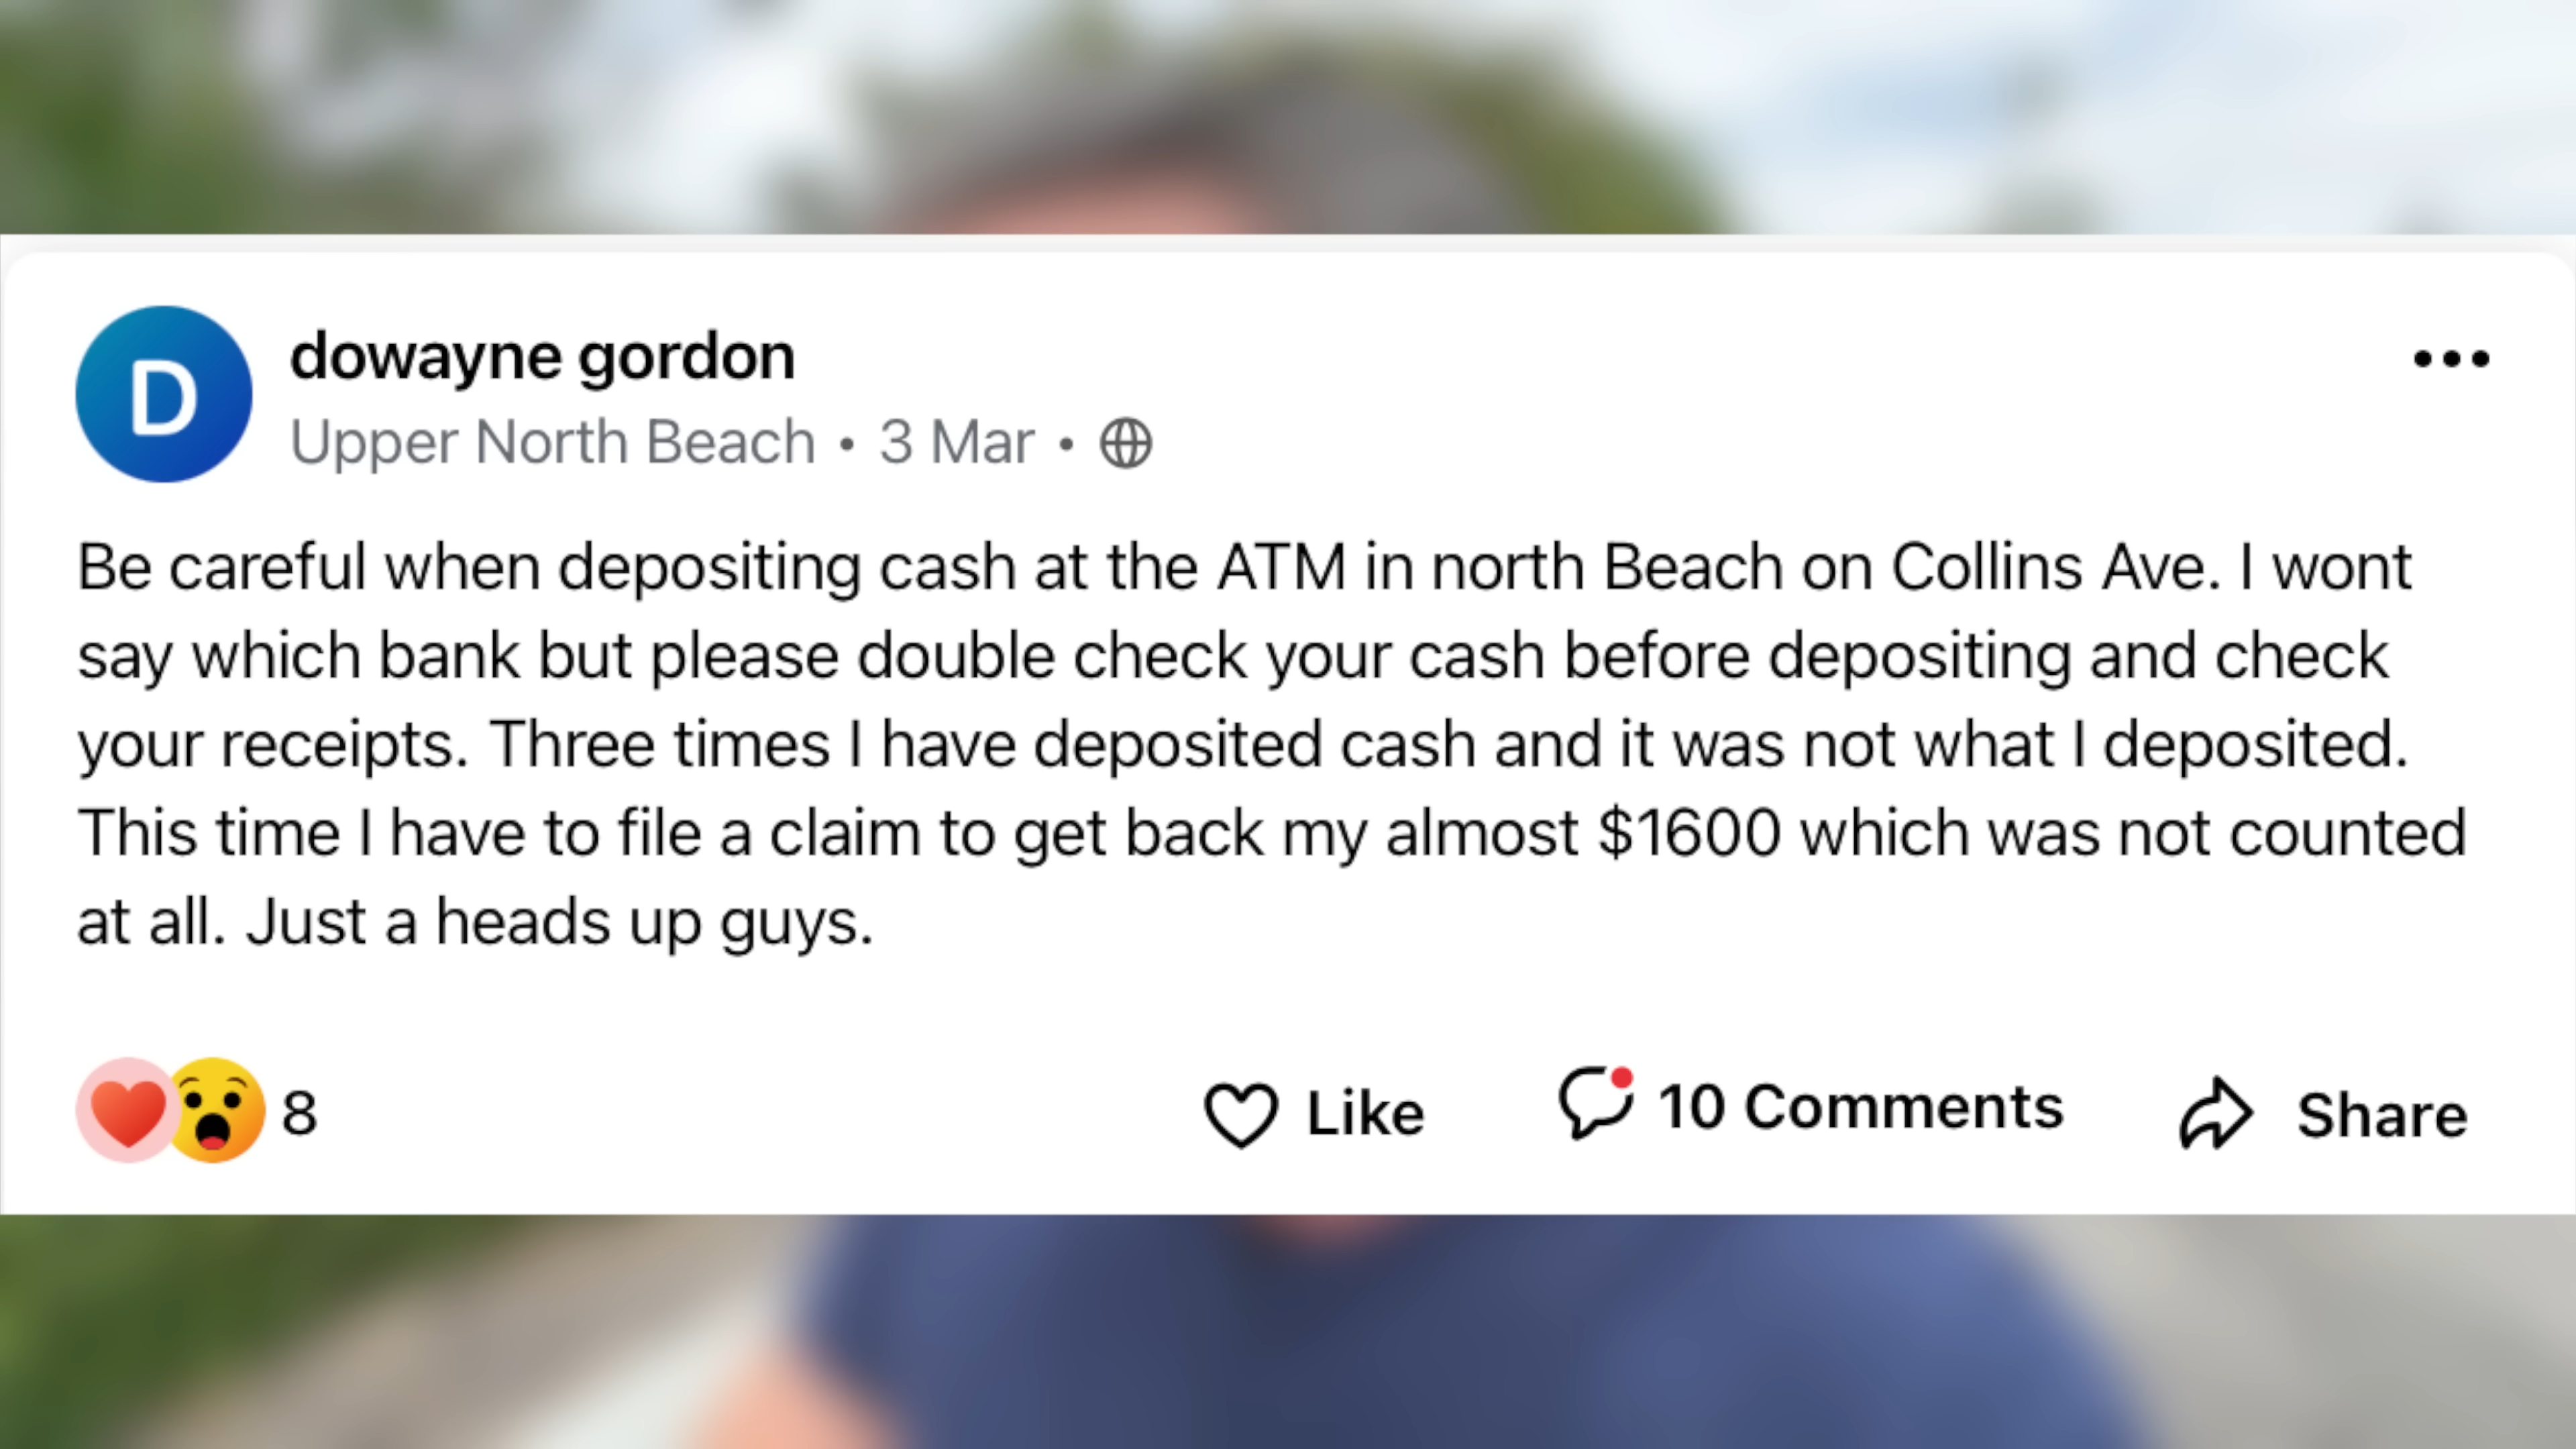 D
dowayne gordon
Upper North Beach • 3 Mar •
Be careful when depositing cash at the ATM in north Beach on Collins Ave. I wont
say which bank but please double check your cash before depositing and check
your receipts. Three times I have deposited cash and it was not what I deposited.
This time I have to file a claim to get back my almost $1600 which was not counted
at all. Just a heads up guys.
8 Like 10 Comments Share